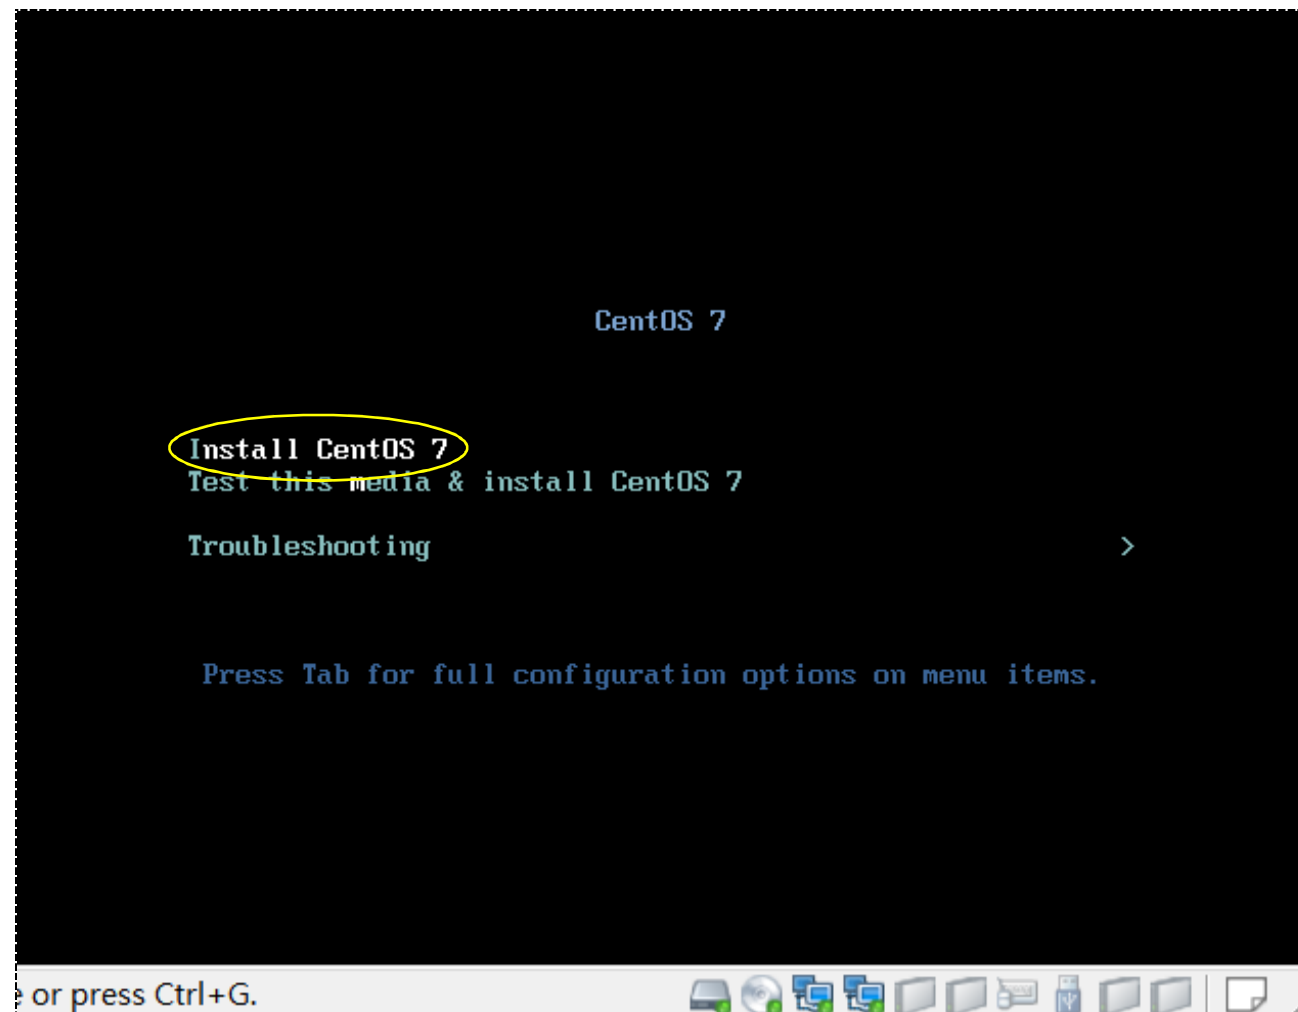 CentOS 7
Install CentOS 7
Test this media & install CentOS 7
Troubleshooting >
Press Tab for full configuration options on menu items.
or press Ctrl+G.